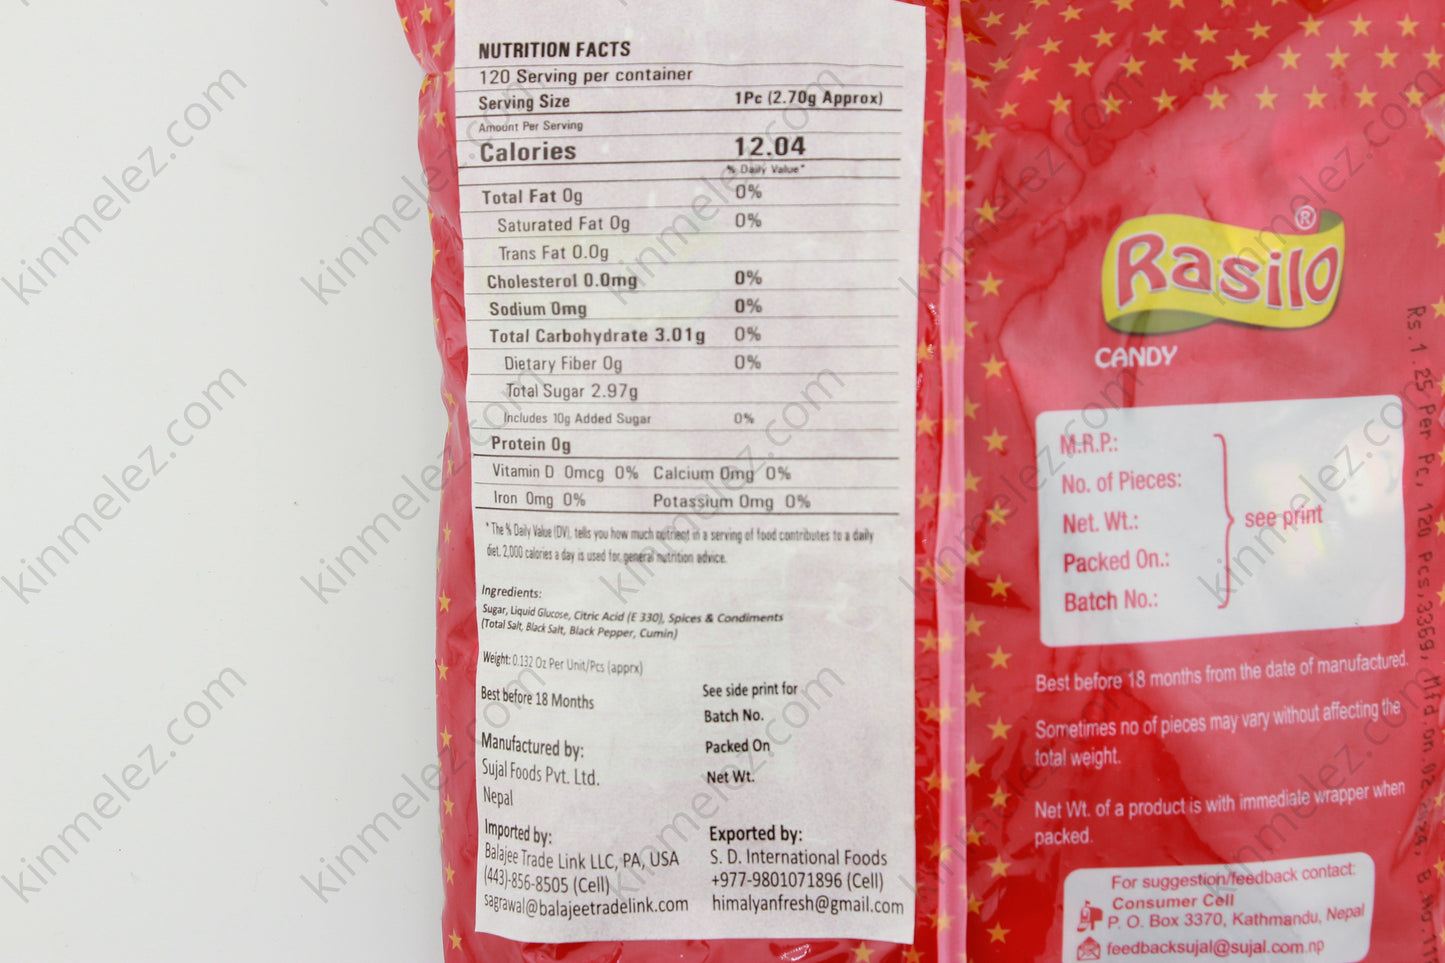 NUTRITION FACTS
120 Serving per container
Serving Size 1Pc (2.70g Approx)
Amount Per Serving
Calories 12.04
% Daily Value*
Total Fat 0g 0%
Saturated Fat 0g 0%
Trans Fat 0.0g
Cholesterol 0.0mg 0%
Sodium 0mg 0%
Total Carbohydrate 3.01g 0%
Dietary Fiber 0g 0%
Total Sugar 2.97g
Includes 10g Added Sugar 0%
Protein 0g
Vitamin D 0mcg 0% Calcium 0mg 0%
Iron 0mg 0% Potassium 0mg 0%
* The % Daily Value (DV), tells you how much nutrient in a serving of food contributes to a daily
diet. 2,000 calories a day is used for general nutrition advice.
Ingredients:
Sugar, Liquid Glucose, Citric Acid (E 330), Spices & Condiments
(Total Salt, Black Salt, Black Pepper, Cumin)
Weight: 0.132 Oz Per Unit/Pcs (apprx)
Best before 18 Months
See side print for
Batch No.
Packed On
Net Wt.
Manufactured by:
Sujal Foods Pvt. Ltd.
Nepal
Imported by:
Balajee Trade Link LLC, PA, USA
(443)-856-8505 (Cell)
sagrawal@balajeetradelink.com
Exported by:
S. D. International Foods
+977-9801071896 (Cell)
himalyanfresh@gmail.com
Rasilo®
CANDY
M.R.P.:
No. of Pieces:
Net. Wt.:
Packed On.:
Batch No.:
see print
Best before 18 months from the date of manufactured.
Sometimes no of pieces may vary without affecting the
total weight.
Net Wt. of a product is with immediate wrapper when
packed.
For suggestion/feedback contact:
Consumer Cell
P. O. Box 3370, Kathmandu, Nepal
feedbacksujal@sujal.com.np
Rs.1.25 Per Pc, 120 Pcs,
kinmelez.com